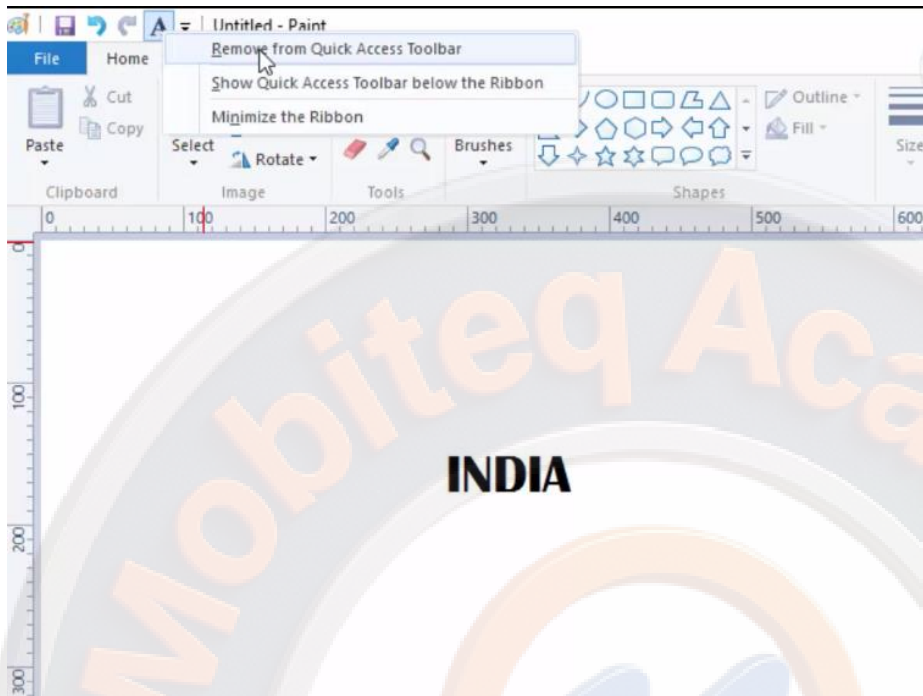 A Untitled - Paint
Remove from Quick Access Toolbar
Show Quick Access Toolbar below the Ribbon
Minimize the Ribbon
File Home
Cut
Copy
Paste
Clipboard
Select
Rotate
Image
Tools
Brushes
Shapes
Outline
Fill
Size
0 100 200 300 400 500 600
0
100
200
300
INDIA
Mobiteq Aca